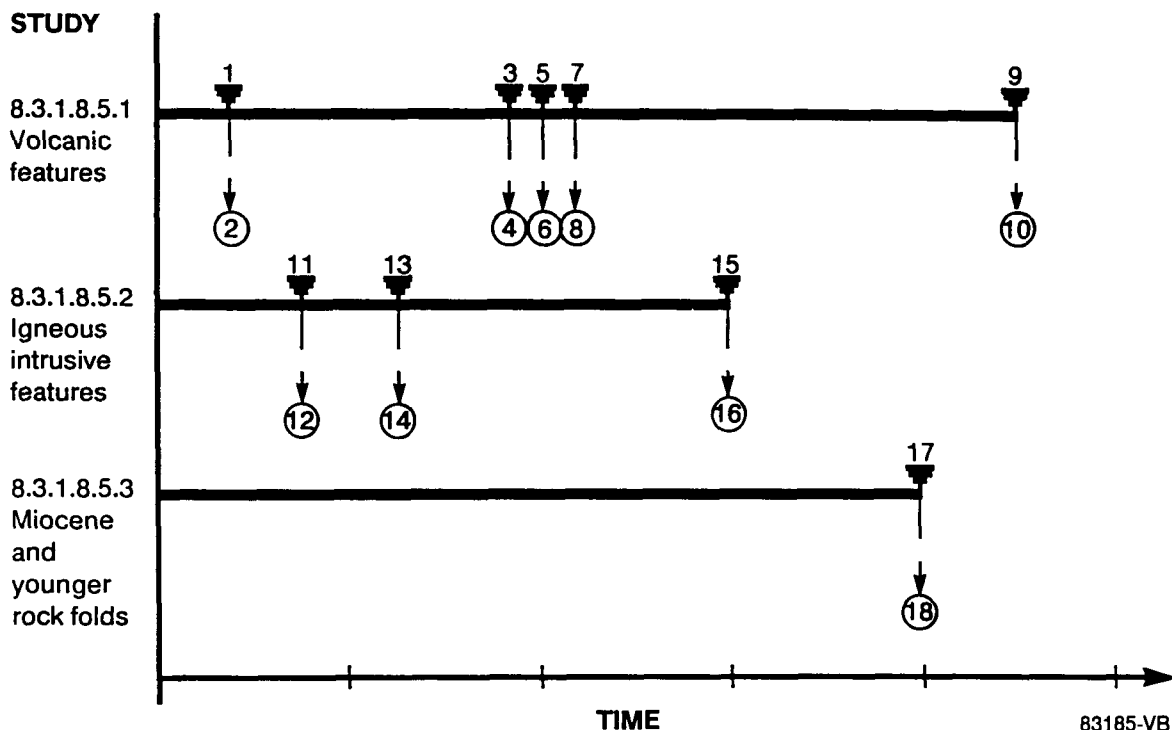 STUDY
1 3 5 7 9
8.3.1.8.5.1
Volcanic
features
2 4 6 8 10
11 13 15
8.3.1.8.5.2
Igneous
intrusive
features
12 14 16
17
8.3.1.8.5.3
Miocene
and
younger
rock folds
18
TIME
83185-VB